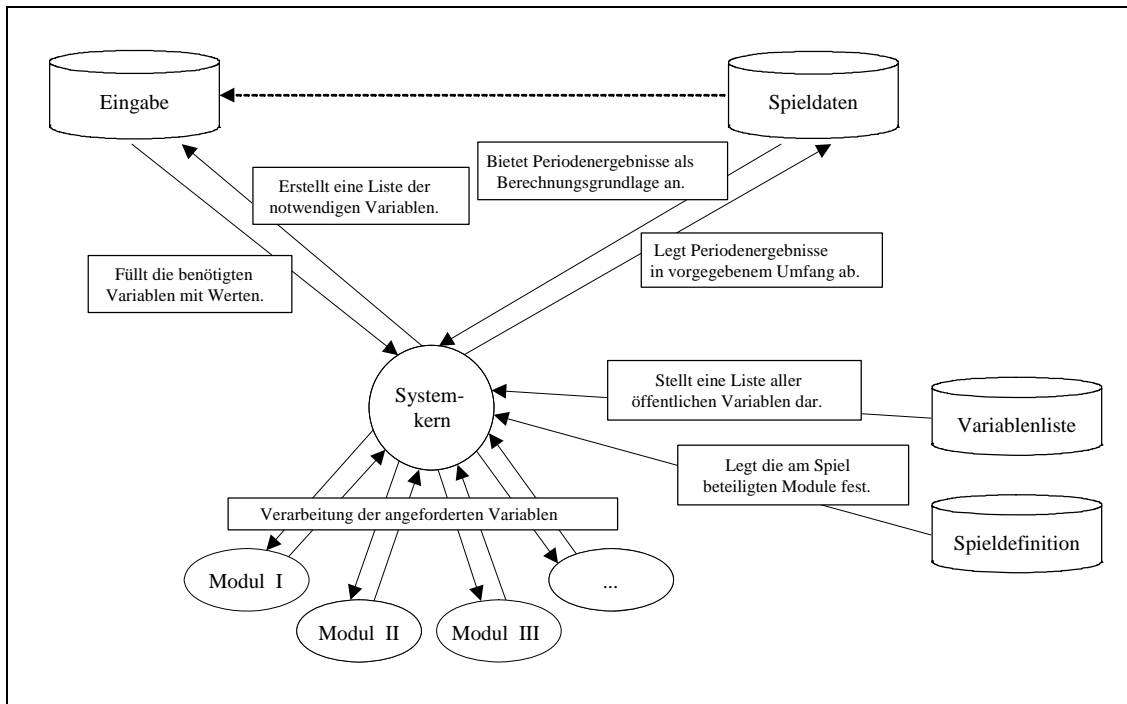 Eingabe
Spieldaten
Bietet Periodenergebnisse als
Berechnungsgrundlage an.
Erstellt eine Liste der
notwendigen Variablen.
Legt Periodenergebnisse
in vorgegebenem Umfang ab.
Füllt die benötigten
Variablen mit Werten.
System-
kern
Stellt eine Liste aller
öffentlichen Variablen dar.
Variablenliste
Legt die am Spiel
beteiligten Module fest.
Spieldefinition
Verarbeitung der angeforderten Variablen
Modul I
...
Modul II
Modul III